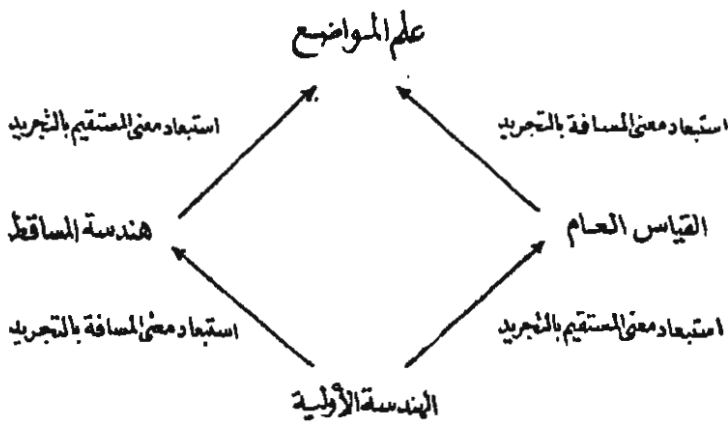 علم المواضع
استبعاد معنى المسافة بالتجريد
استبعاد معنى المستقيم بالتجريد
القياس العام
هندسة المساقط
استبعاد معنى المستقيم بالتجريد
استبعاد معنى المسافة بالتجريد
الهندسة الأولية